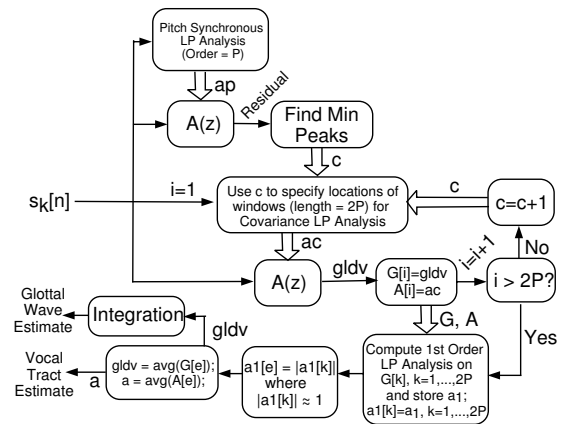 Pitch Synchronous
LP Analysis
(Order = P)
ap
A(z)
Residual
Find Min
Peaks
c
sk[n]
i=1
Use c to specify locations of
windows (length = 2P) for
Covariance LP Analysis
c
c=c+1
ac
A(z)
gldv
G[i]=gldv
A[i]=ac
i=i+1
i > 2P?
No
Yes
G, A
Compute 1st Order
LP Analysis on
G[k], k=1,...,2P
and store a1;
a1[k]=a1, k=1,...,2P
a1[e] = |a1[k]|
where
|a1[k]| ≈ 1
gldv = avg(G[e]);
a = avg(A[e]);
gldv
Integration
Glottal
Wave
Estimate
a
Vocal
Tract
Estimate